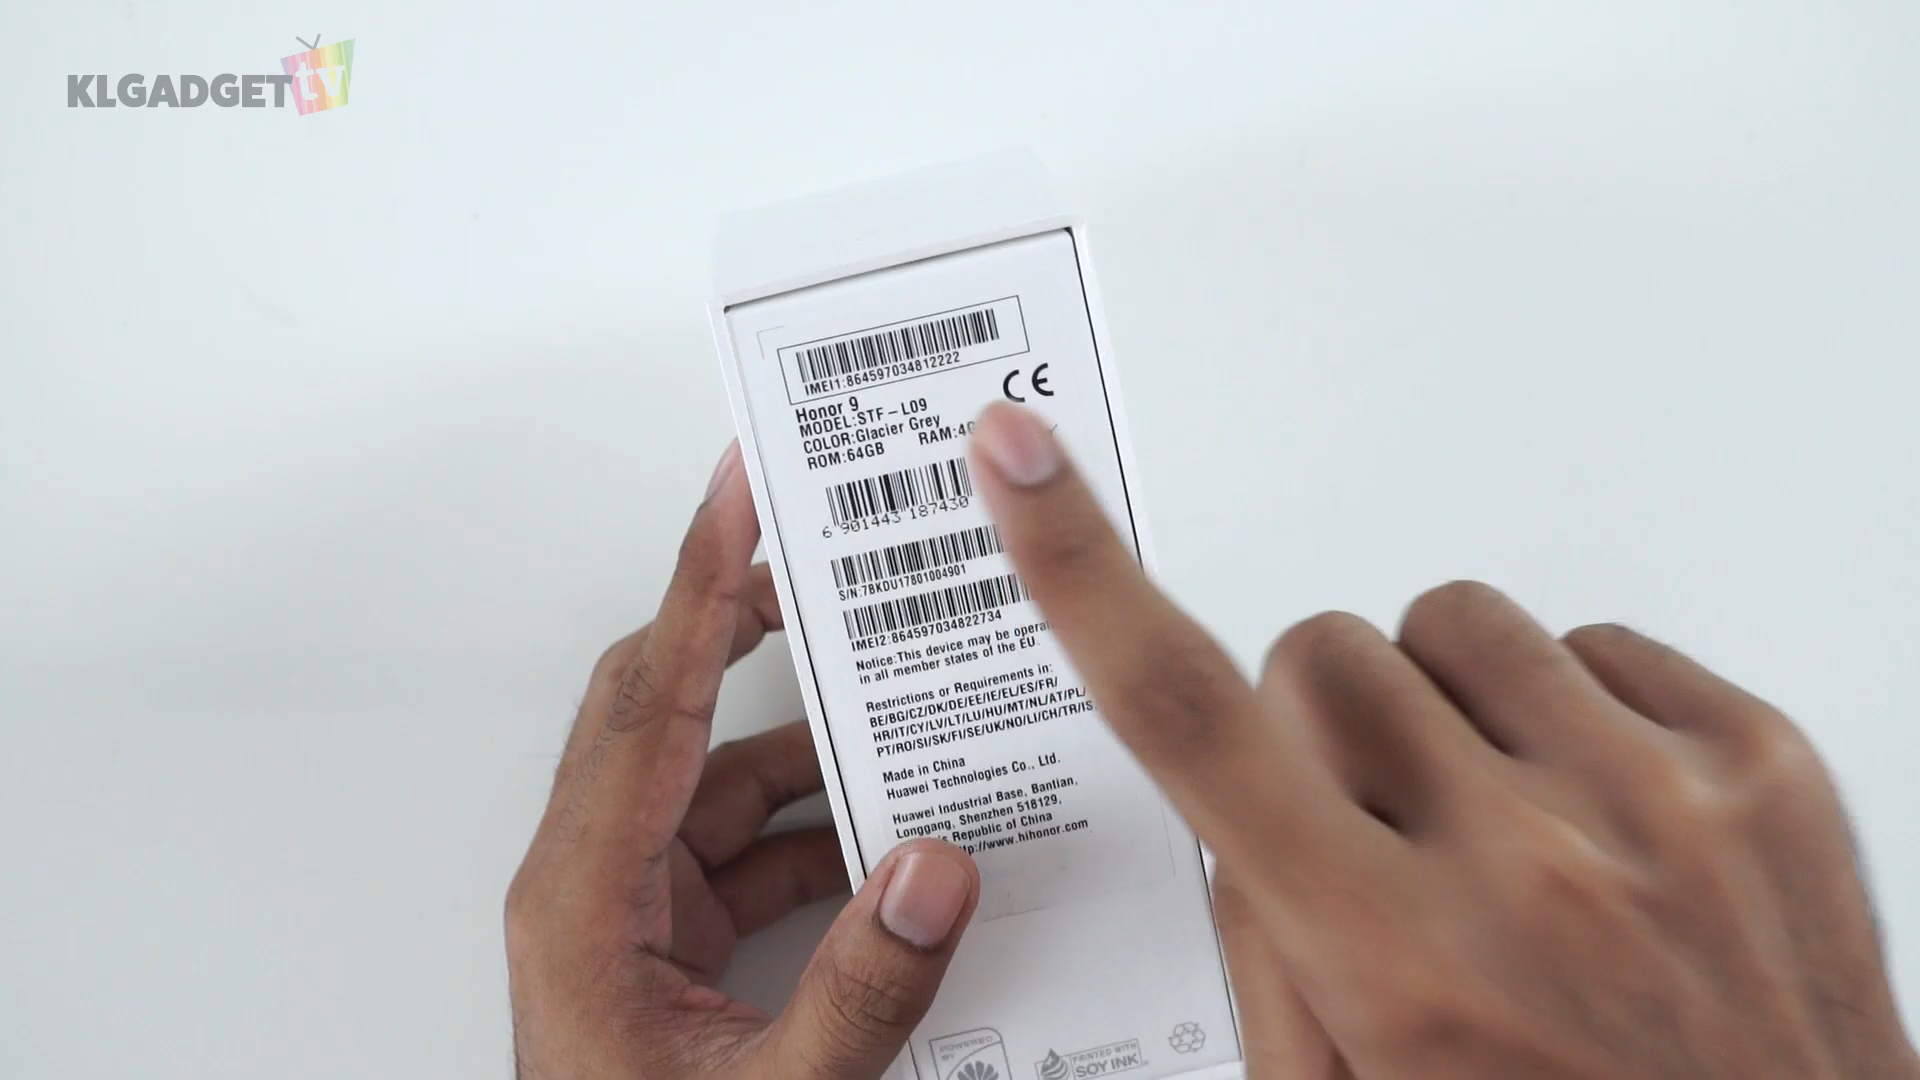 KLGADGETtv
IMEI1:864597034812222
CE
Honor 9
MODEL:STF-L09
COLOR:Glacier Grey
ROM:64GB RAM:4G
6 901443 187430
S/N:7BKDU17801004901
IMEI2:864597034822734
Notice:This device may be
in all member states of the EU.
Restrictions or Requirements in:
BE/BG/CZ/DK/DE/EE/IE/EL/ES/FR/
HR/IT/CY/LV/LT/LU/HU/MT/NL/AT/PL/
PT/RO/SI/SK/FI/SE/UK/NO/LI/CH/TR/IS
Made in China
Huawei Technologies Co., Ltd.
Huawei Industrial Base, Bantian,
Longgang, Shenzhen 518129,
Republic of China
http://www.hihonor.com
POWERED
BY
PRINTED WITH
SOY INK